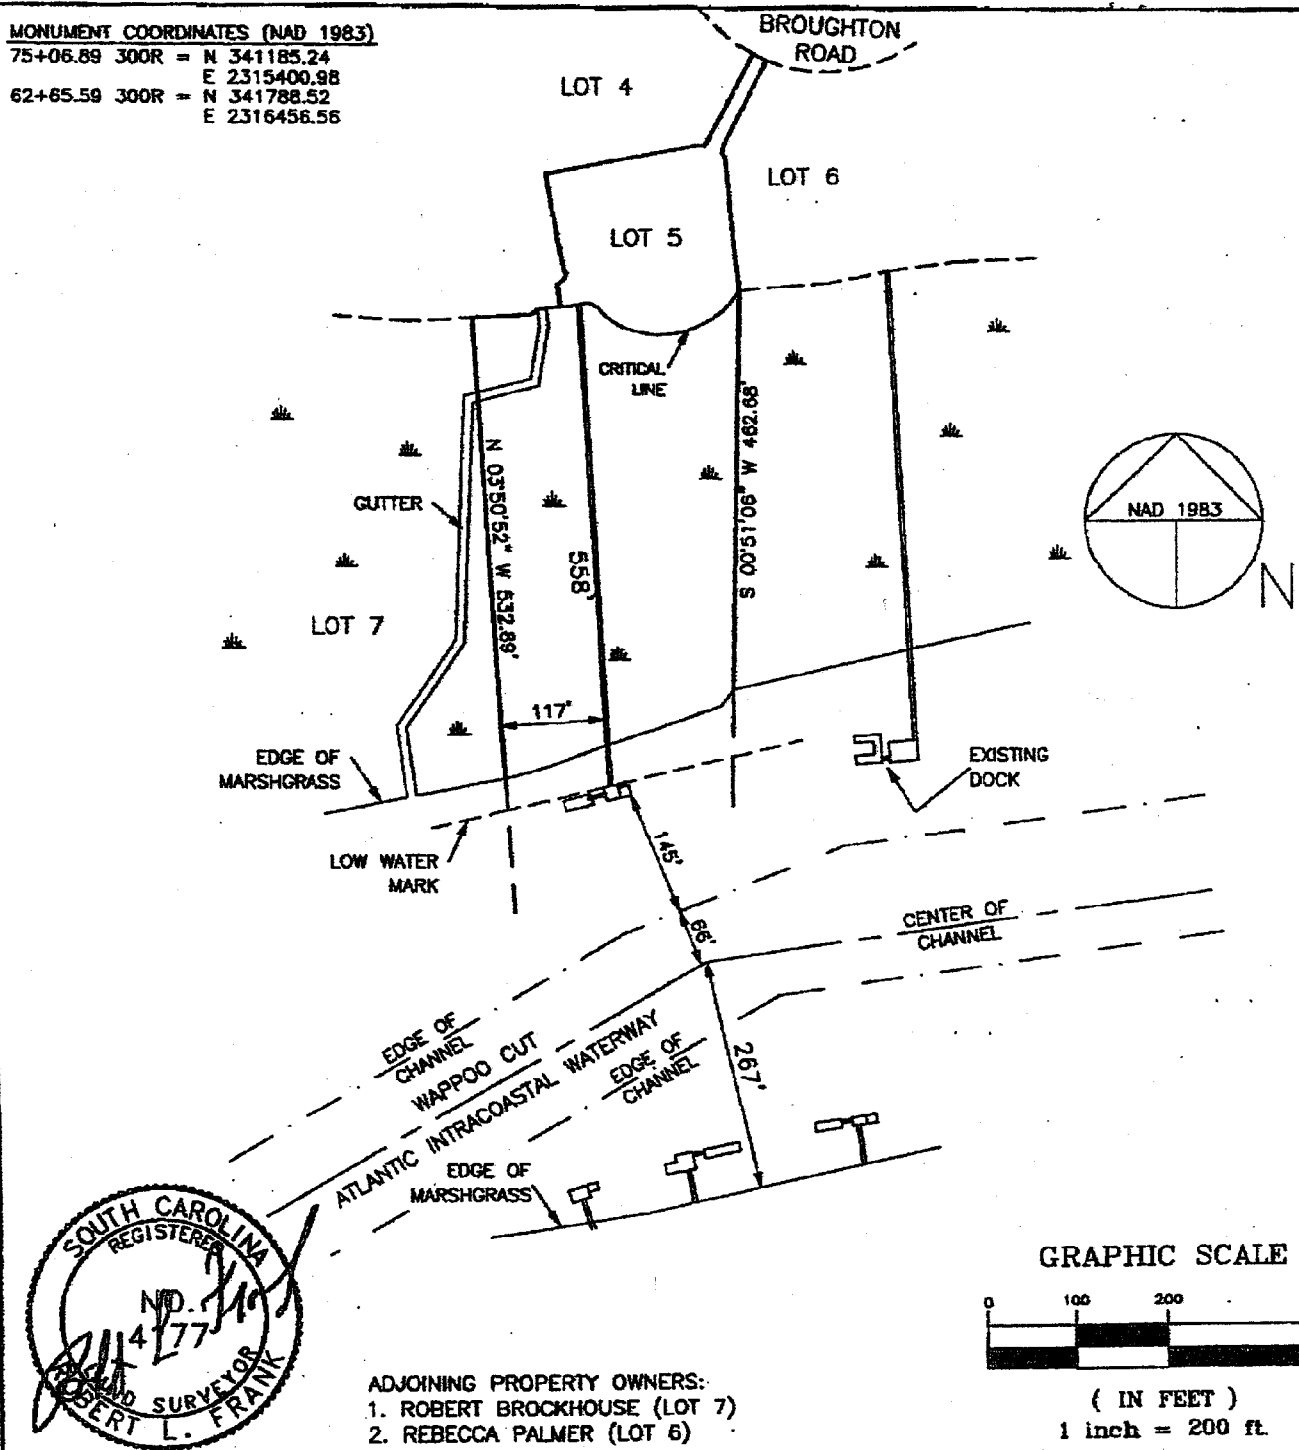 MONUMENT COORDINATES (NAD 1983)
75+06.89 300R = N 341185.24
E 2315400.98
62+65.59 300R = N 341788.52
E 2316456.56
BROUGHTON
ROAD
LOT 4
LOT 6
LOT 5
CRITICAL
LINE
GUTTER
N 03°50'52" W 532.89'
558'
S 00°51'06" W 462.68'
NAD 1983
N
LOT 7
117'
EDGE OF
MARSHGRASS
EXISTING
DOCK
LOW WATER
MARK
145'
66'
CENTER OF
CHANNEL
EDGE OF
CHANNEL
WAPPOO CUT
ATLANTIC INTRACOASTAL WATERWAY
EDGE OF
CHANNEL
267'
EDGE OF
MARSHGRASS
SOUTH CAROLINA
REGISTERED
NO.
4177
LAND SURVEYOR
ROBERT L. FRANK
GRAPHIC SCALE
0 100 200
( IN FEET )
1 inch = 200 ft.
ADJOINING PROPERTY OWNERS:
1. ROBERT BROCKHOUSE (LOT 7)
2. REBECCA PALMER (LOT 6)